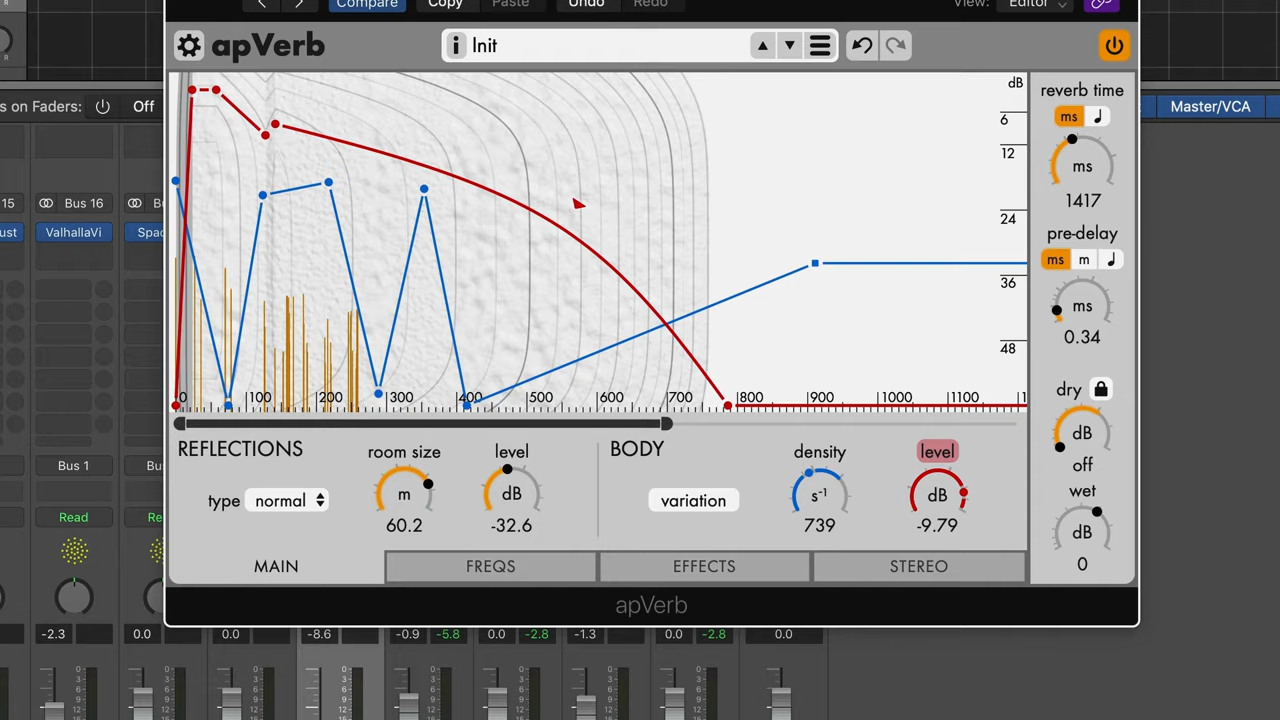 Compare Copy Paste Undo Redo View: Editor
apVerb Init
s on Faders: Off
Master/VCA
dB
6
12
24
36
48
0 100 200 300 400 500 600 700 800 900 1000 1100 1
reverb time
ms
ms
1417
pre-delay
ms m
ms
0.34
dry
dB
off
wet
dB
0
REFLECTIONS
type normal
room size
m
60.2
level
dB
-32.6
BODY
variation
density
s⁻¹
739
level
dB
-9.79
MAIN FREQS EFFECTS STEREO
apVerb
15 Bus 16
ust ValhallaVi Spac
Bus 1 Bu
Read Re
-2.3 0.0 0.0 -8.6 -0.9 -5.8 0.0 -2.8 -1.3 0.0 -2.8 0.0